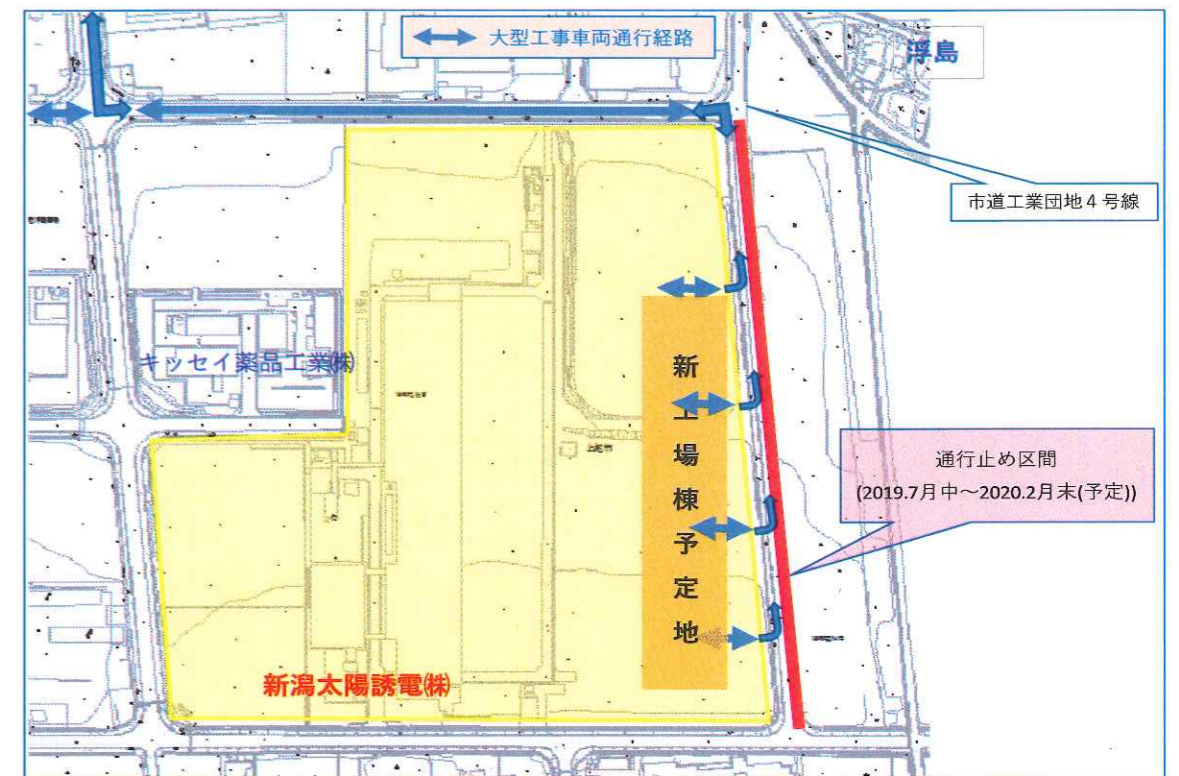 大型工事車両通行経路
浮島
市道工業団地4号線
キッセイ薬品工業㈱
新工場棟予定地
通行止め区間
(2019.7月中～2020.2月末(予定))
新潟太陽誘電㈱